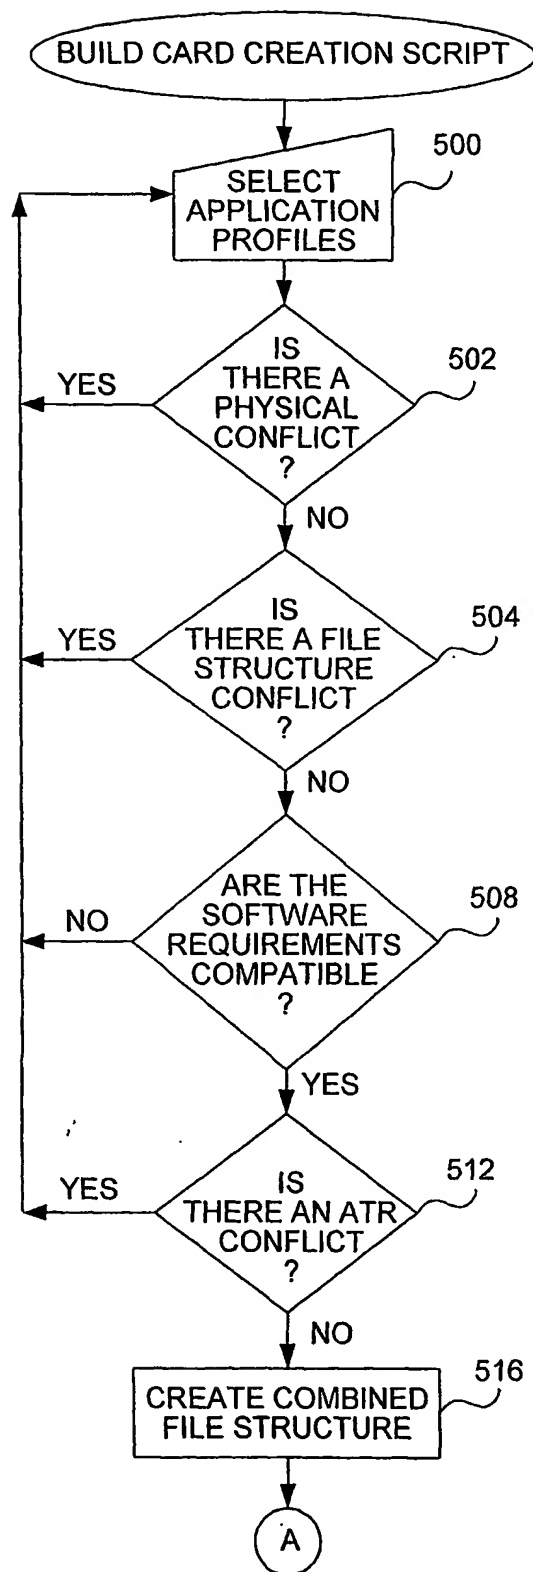 BUILD CARD CREATION SCRIPT
500
SELECT
APPLICATION
PROFILES
IS
THERE A
PHYSICAL
CONFLICT
?
502
YES
NO
IS
THERE A FILE
STRUCTURE
CONFLICT
?
504
YES
NO
ARE THE
SOFTWARE
REQUIREMENTS
COMPATIBLE
?
508
NO
YES
IS
THERE AN ATR
CONFLICT
?
512
YES
NO
516
CREATE COMBINED
FILE STRUCTURE
A